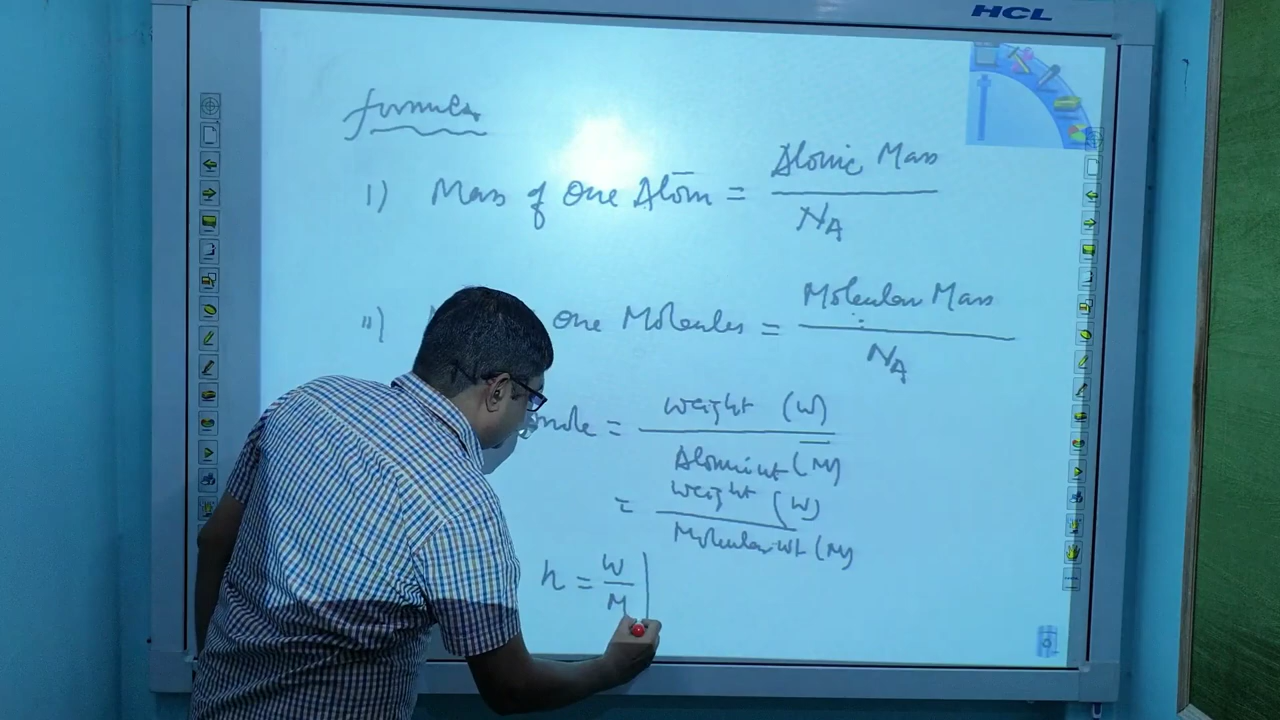 HCL
formula
1) Mass of one Atom = Atomic Mass / NA
11) one Molecules = Molecular Mass / NA
mole = weight (W) / Atomic wt (M)
= weight (W) / Molecular wt (M)
n = W / M